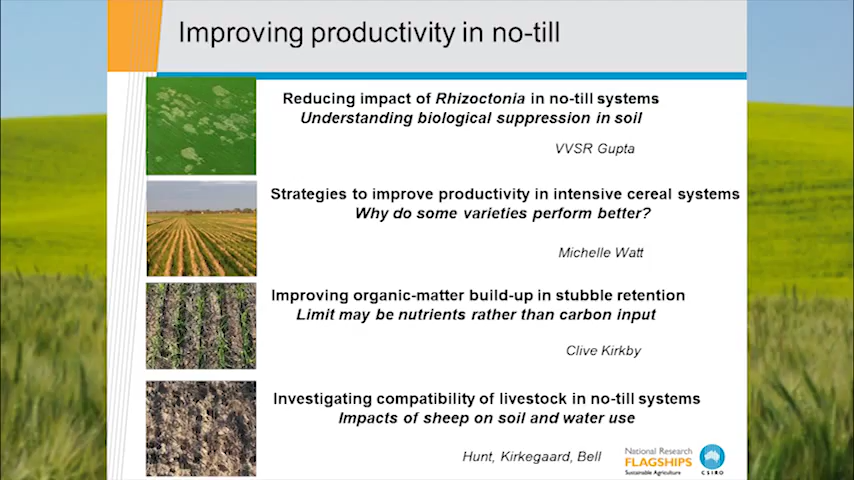 Improving productivity in no-till
Reducing impact of Rhizoctonia in no-till systems
Understanding biological suppression in soil
VVSR Gupta
Strategies to improve productivity in intensive cereal systems
Why do some varieties perform better?
Michelle Watt
Improving organic-matter build-up in stubble retention
Limit may be nutrients rather than carbon input
Clive Kirkby
Investigating compatibility of livestock in no-till systems
Impacts of sheep on soil and water use
Hunt, Kirkegaard, Bell
National Research
FLAGSHIPS
Sustainable Agriculture
CSIRO